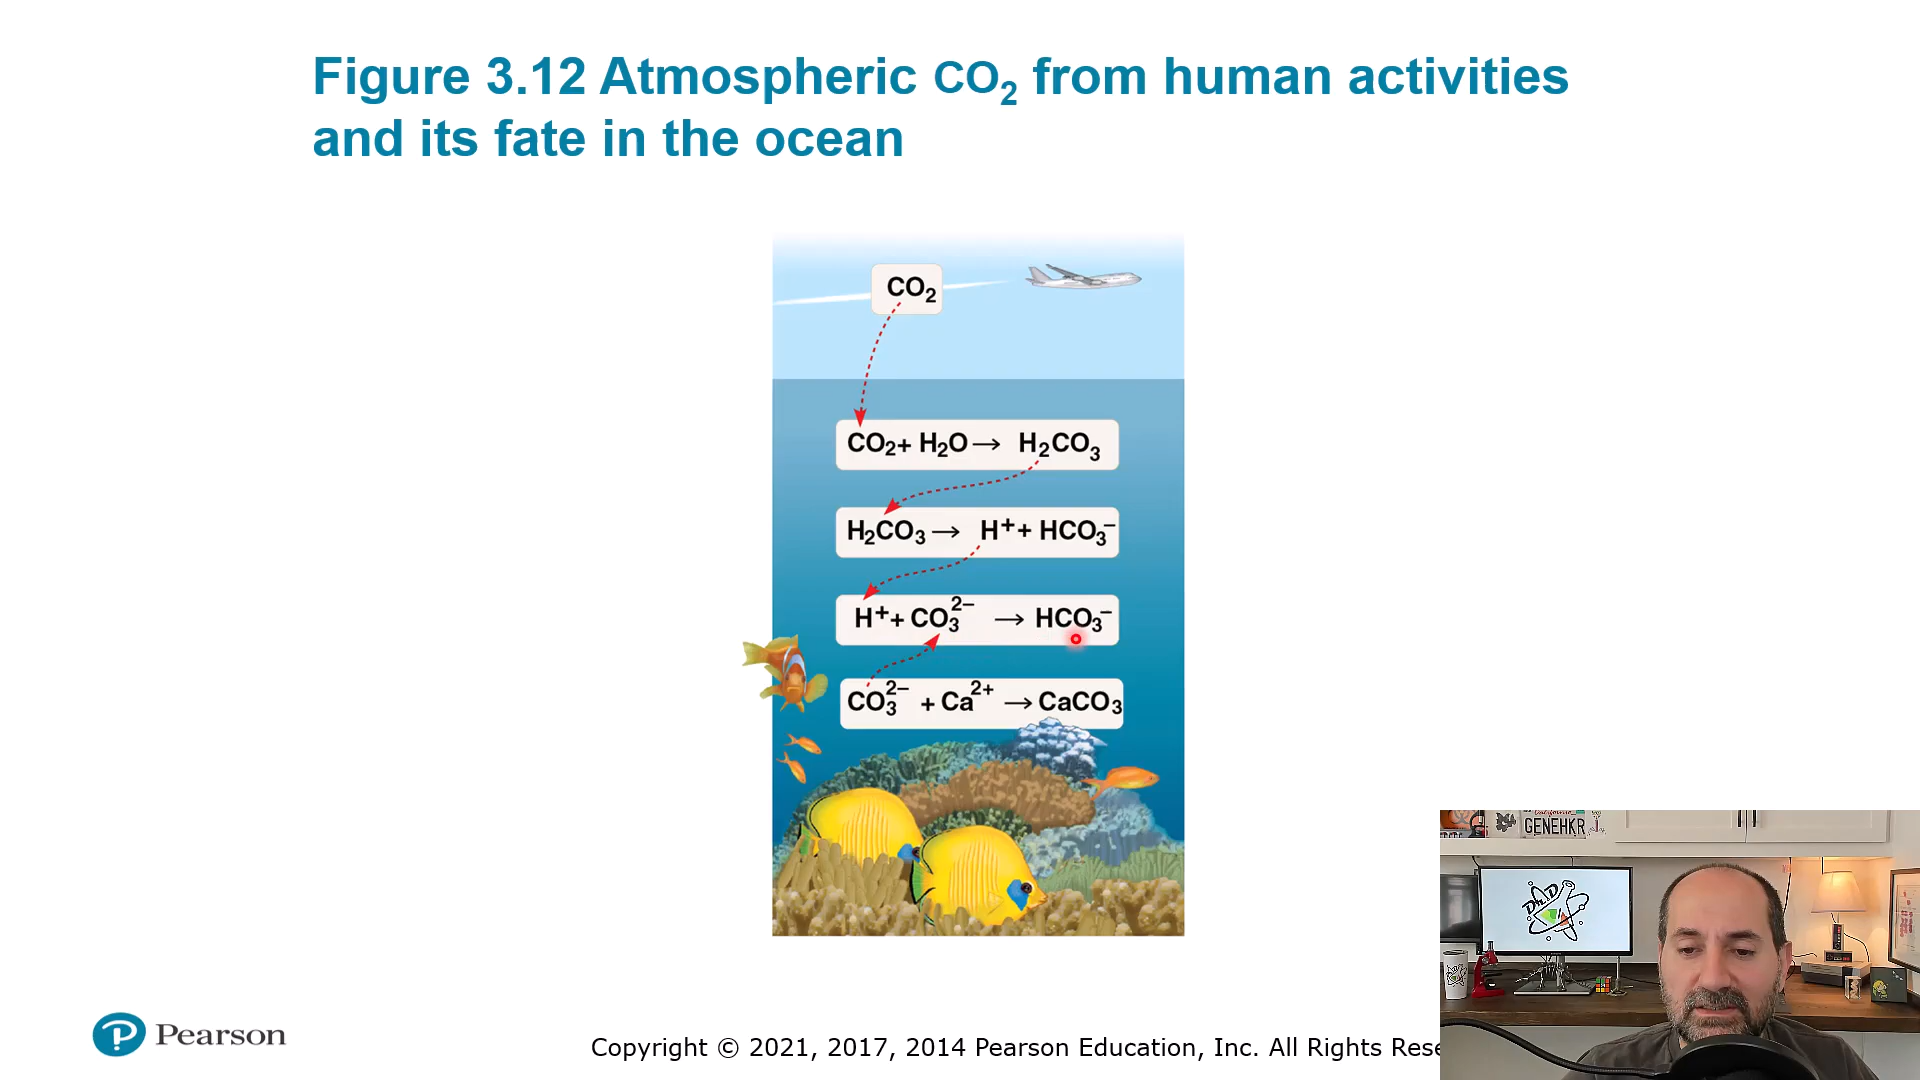 Figure 3.12 Atmospheric CO₂ from human activities
and its fate in the ocean
CO₂
CO₂+ H₂O → H₂CO₃
H₂CO₃ → H⁺+ HCO₃⁻
H⁺+ CO₃²⁻ → HCO₃⁻
CO₃²⁻ + Ca²⁺ → CaCO₃
Pearson
Copyright © 2021, 2017, 2014 Pearson Education, Inc. All Rights Rese
GENEHKR